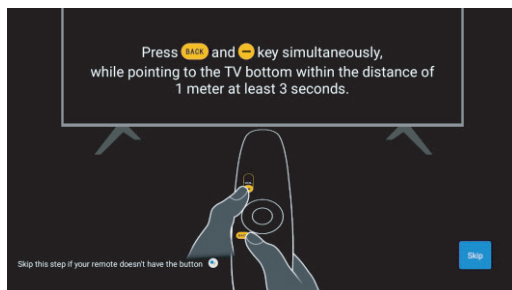 Press BACK and − key simultaneously,
while pointing to the TV bottom within the distance of
1 meter at least 3 seconds.
BACK
Skip this step if your remote doesn't have the button
Skip